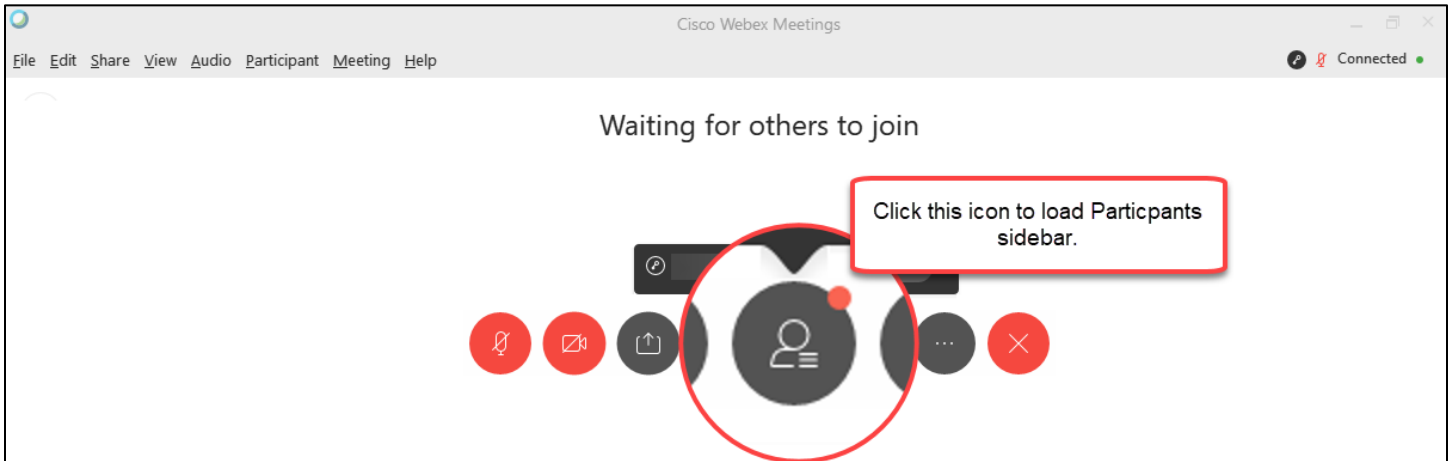 Cisco Webex Meetings
File Edit Share View Audio Participant Meeting Help
Connected
Waiting for others to join
Click this icon to load Particpants
sidebar.